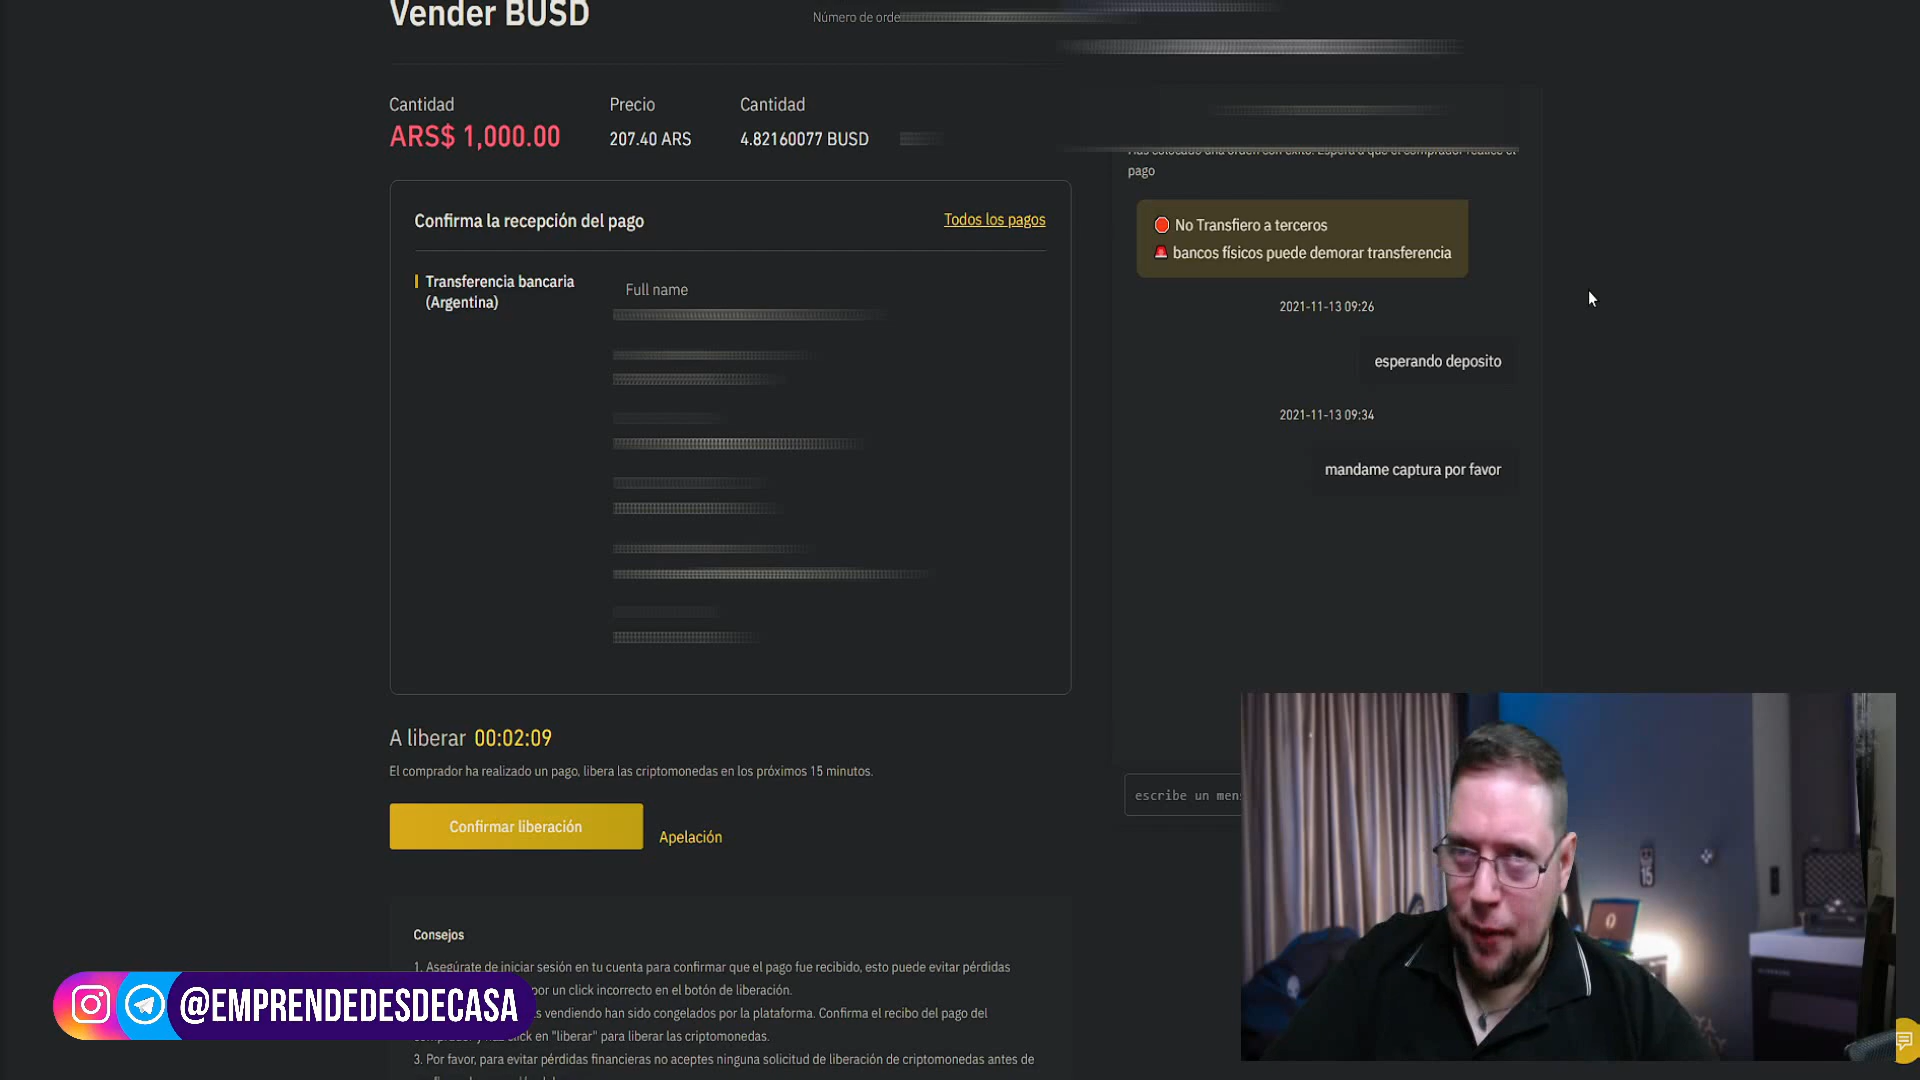 Vender BUSD
Número de orde
Cantidad
Precio
Cantidad
ARS$ 1,000.00
207.40 ARS
4.82160077 BUSD
Confirma la recepción del pago
Todos los pagos
Transferencia bancaria
(Argentina)
Full name
A liberar 00:02:09
El comprador ha realizado un pago, libera las criptomonedas en los próximos 15 minutos.
Confirmar liberación
Apelación
Consejos
1. Asegúrate de iniciar sesión en tu cuenta para confirmar que el pago fue recibido, esto puede evitar pérdidas
por un click incorrecto en el botón de liberación.
vendiendo han sido congelados por la plataforma. Confirma el recibo del pago del
click en "liberar" para liberar las criptomonedas.
3. Por favor, para evitar pérdidas financieras no aceptes ninguna solicitud de liberación de criptomonedas antes de
pago
No Transfiero a terceros
bancos físicos puede demorar transferencia
2021-11-13 09:26
esperando deposito
2021-11-13 09:34
mandame captura por favor
escribe un men
@EMPRENDEDESDECASA
15